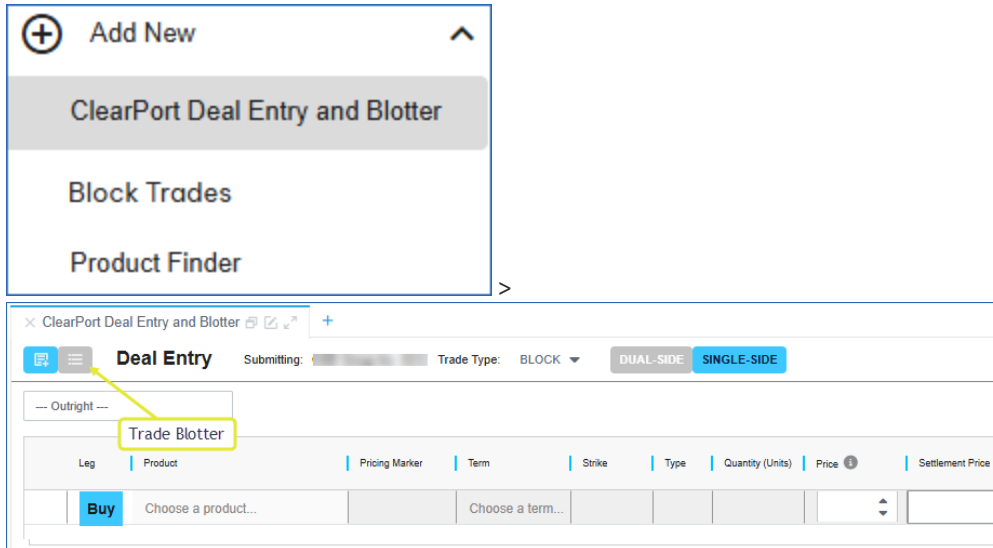 Add New
ClearPort Deal Entry and Blotter
Block Trades
Product Finder
>
ClearPort Deal Entry and Blotter +
Deal Entry Submitting: Trade Type: BLOCK DUAL-SIDE SINGLE-SIDE
--- Outright ---
Trade Blotter
Leg Product Pricing Marker Term Strike Type Quantity (Units) Price Settlement Price
Buy Choose a product... Choose a term...